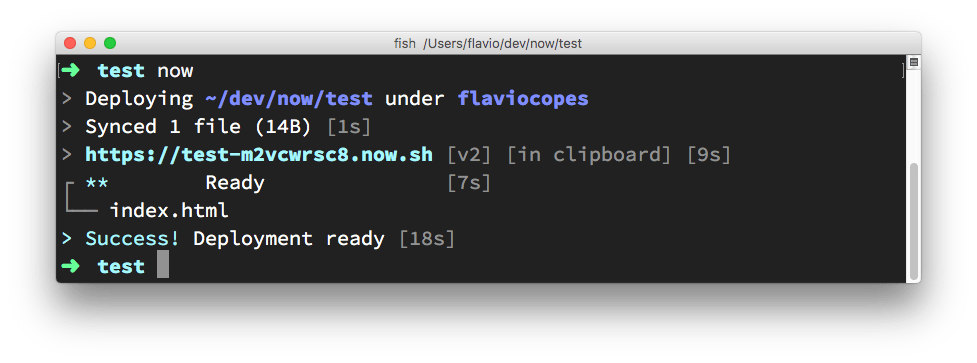 fish /Users/flavio/dev/now/test
➜ test now
> Deploying ~/dev/now/test under flaviocopes
> Synced 1 file (14B) [1s]
> https://test-m2vcwrsc8.now.sh [v2] [in clipboard] [9s]
┌ ** Ready [7s]
└── index.html
> Success! Deployment ready [18s]
➜ test